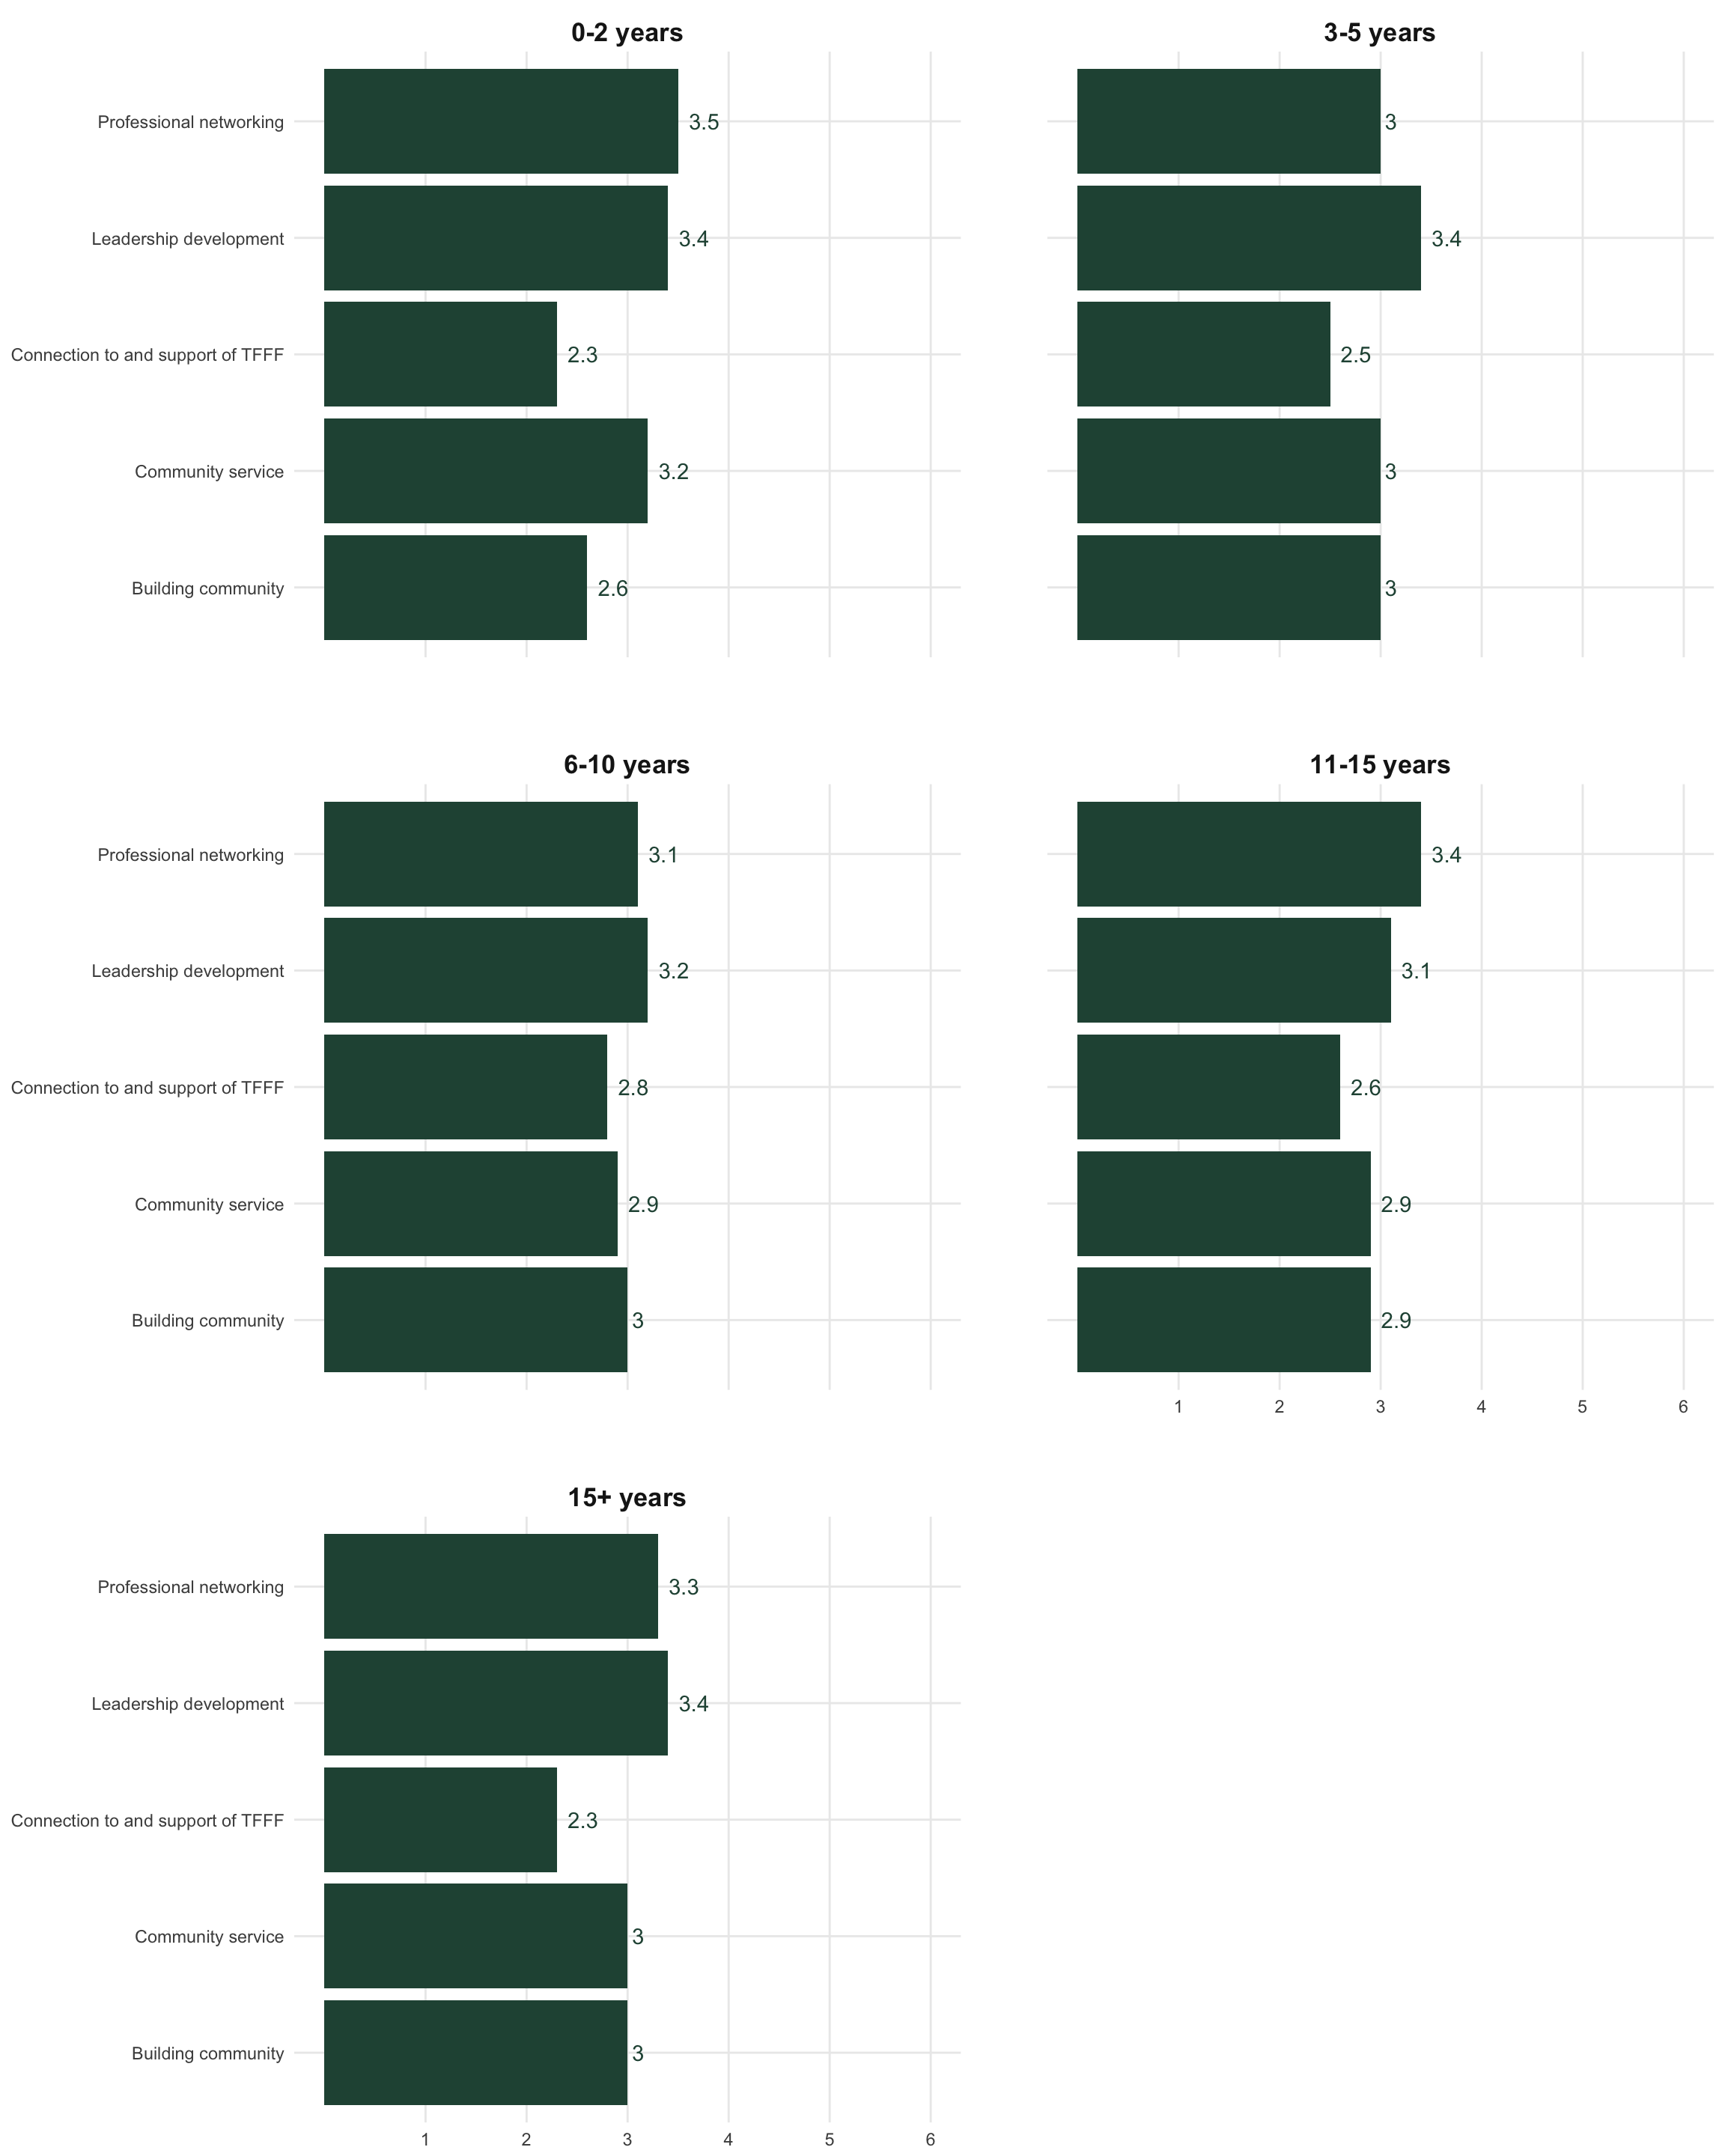 0-2 years
3-5 years
Professional networking 3.5 3
Leadership development 3.4 3.4
Connection to and support of TFFF 2.3 2.5
Community service 3.2 3
Building community 2.6 3
6-10 years
11-15 years
Professional networking 3.1 3.4
Leadership development 3.2 3.1
Connection to and support of TFFF 2.8 2.6
Community service 2.9 2.9
Building community 3 2.9
1 2 3 4 5 6
15+ years
Professional networking 3.3
Leadership development 3.4
Connection to and support of TFFF 2.3
Community service 3
Building community 3
1 2 3 4 5 6